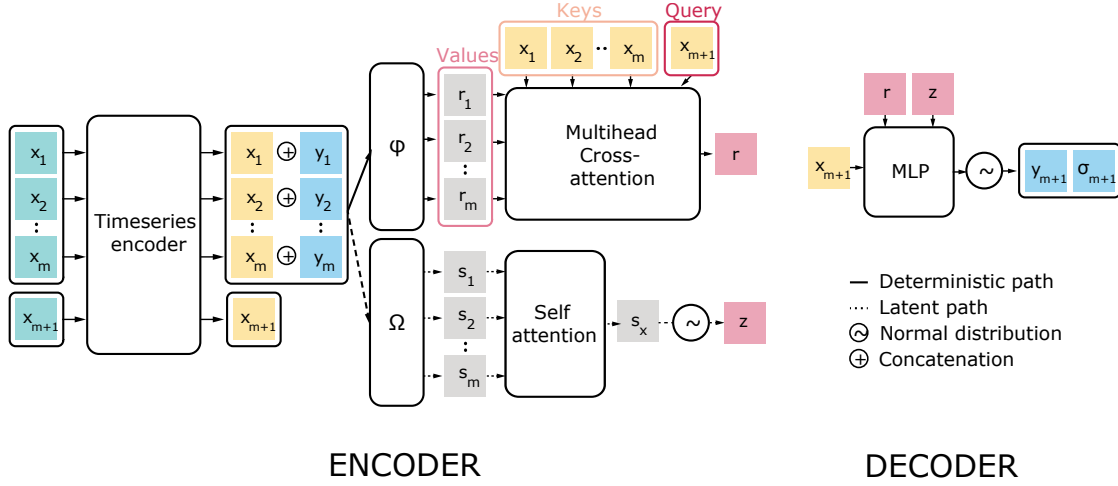 Keys
Query
x1
x2
··
xm
xm+1
Values
r1
r2
⋮
rm
φ
Multihead
Cross-
attention
r
x1
x2
⋮
xm
xm+1
Timeseries
encoder
x1 + y1
x2 + y2
⋮ ⋮
xm + ym
xm+1
Ω
s1
s2
⋮
sm
Self
attention
sx
~
z
ENCODER
r
z
xm+1
MLP
~
ym+1
σm+1
Deterministic path
Latent path
~ Normal distribution
+ Concatenation
DECODER